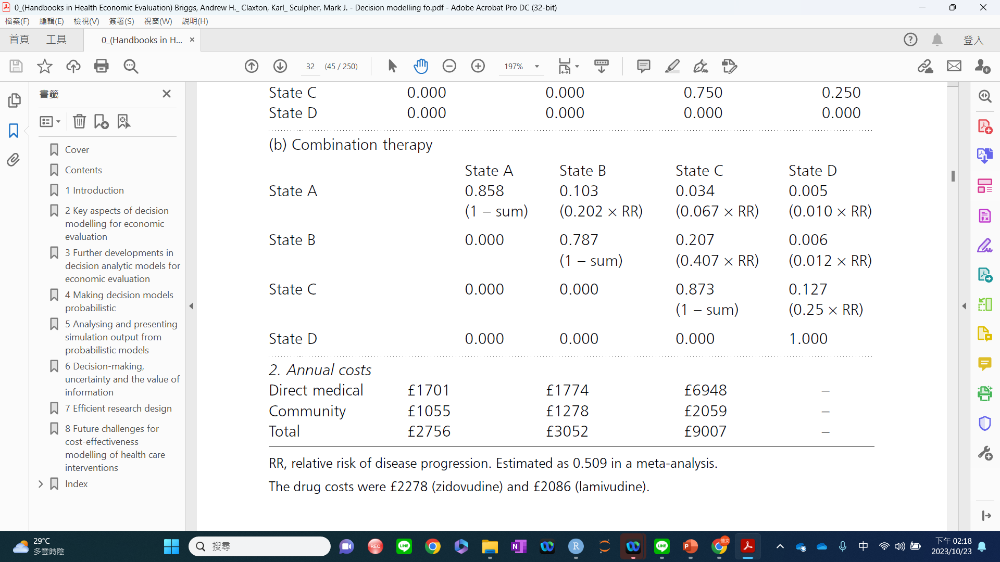 0_(Handbooks in Health Economic Evaluation) Briggs, Andrew H._ Claxton, Karl_ Sculpher, Mark J. - Decision modelling fo.pdf - Adobe Acrobat Pro DC (32-bit)
檔案(F) 編輯(E) 檢視(V) 簽署(S) 視窗(W) 說明(H)
首頁 工具 0_(Handbooks in H... × 登入
32 (45 / 250) 197%
書籤
Cover
Contents
1 Introduction
2 Key aspects of decision
modelling for economic
evaluation
3 Further developments in
decision analytic models for
economic evaluation
4 Making decision models
probabilistic
5 Analysing and presenting
simulation output from
probabilistic models
6 Decision-making,
uncertainty and the value of
information
7 Efficient research design
8 Future challenges for
cost-effectiveness
modelling of health care
interventions
Index
State C 0.000 0.000 0.750 0.250
State D 0.000 0.000 0.000 0.000
(b) Combination therapy
State A State B State C State D
State A 0.858 0.103 0.034 0.005
(1 – sum) (0.202 × RR) (0.067 × RR) (0.010 × RR)
State B 0.000 0.787 0.207 0.006
(1 – sum) (0.407 × RR) (0.012 × RR)
State C 0.000 0.000 0.873 0.127
(1 – sum) (0.25 × RR)
State D 0.000 0.000 0.000 1.000
2. Annual costs
Direct medical £1701 £1774 £6948 –
Community £1055 £1278 £2059 –
Total £2756 £3052 £9007 –
RR, relative risk of disease progression. Estimated as 0.509 in a meta-analysis.
The drug costs were £2278 (zidovudine) and £2086 (lamivudine).
29°C
多雲時陰
搜尋
REC
LINE
N
R
LINE
P
中
下午 02:18
2023/10/23